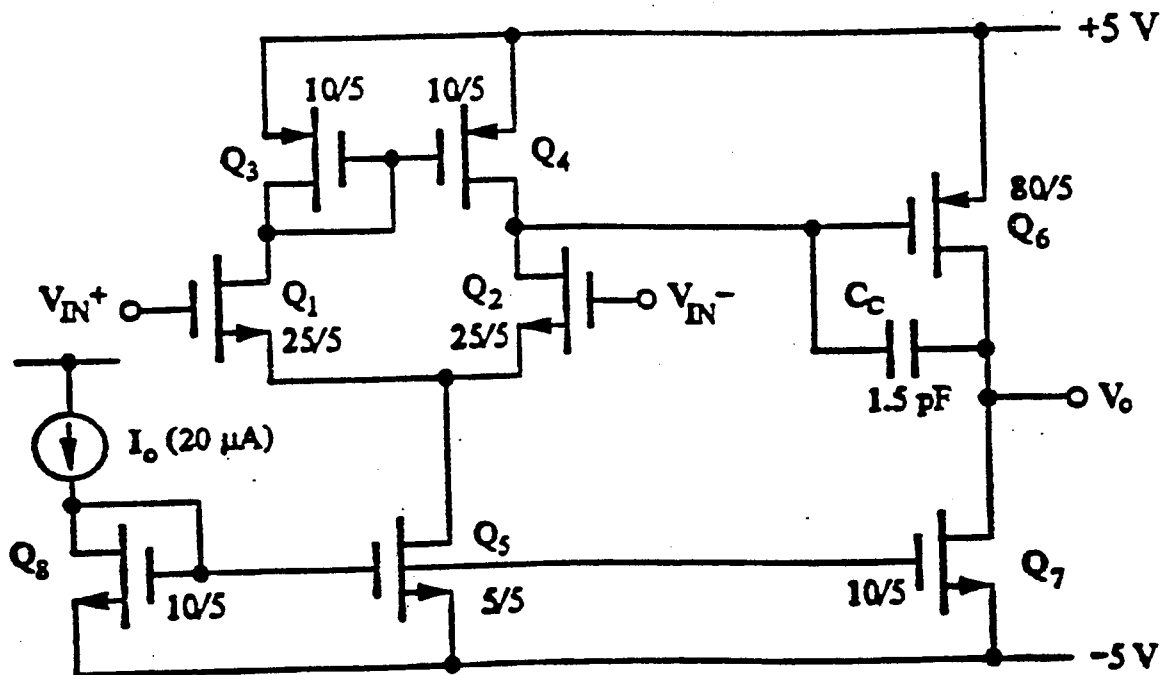 +5 V
10/5
10/5
Q3
Q4
80/5
Q6
VIN+
Q1
25/5
Q2
25/5
VIN−
CC
1.5 pF
Vo
Io (20 μA)
Q8
10/5
Q5
5/5
10/5
Q7
−5 V